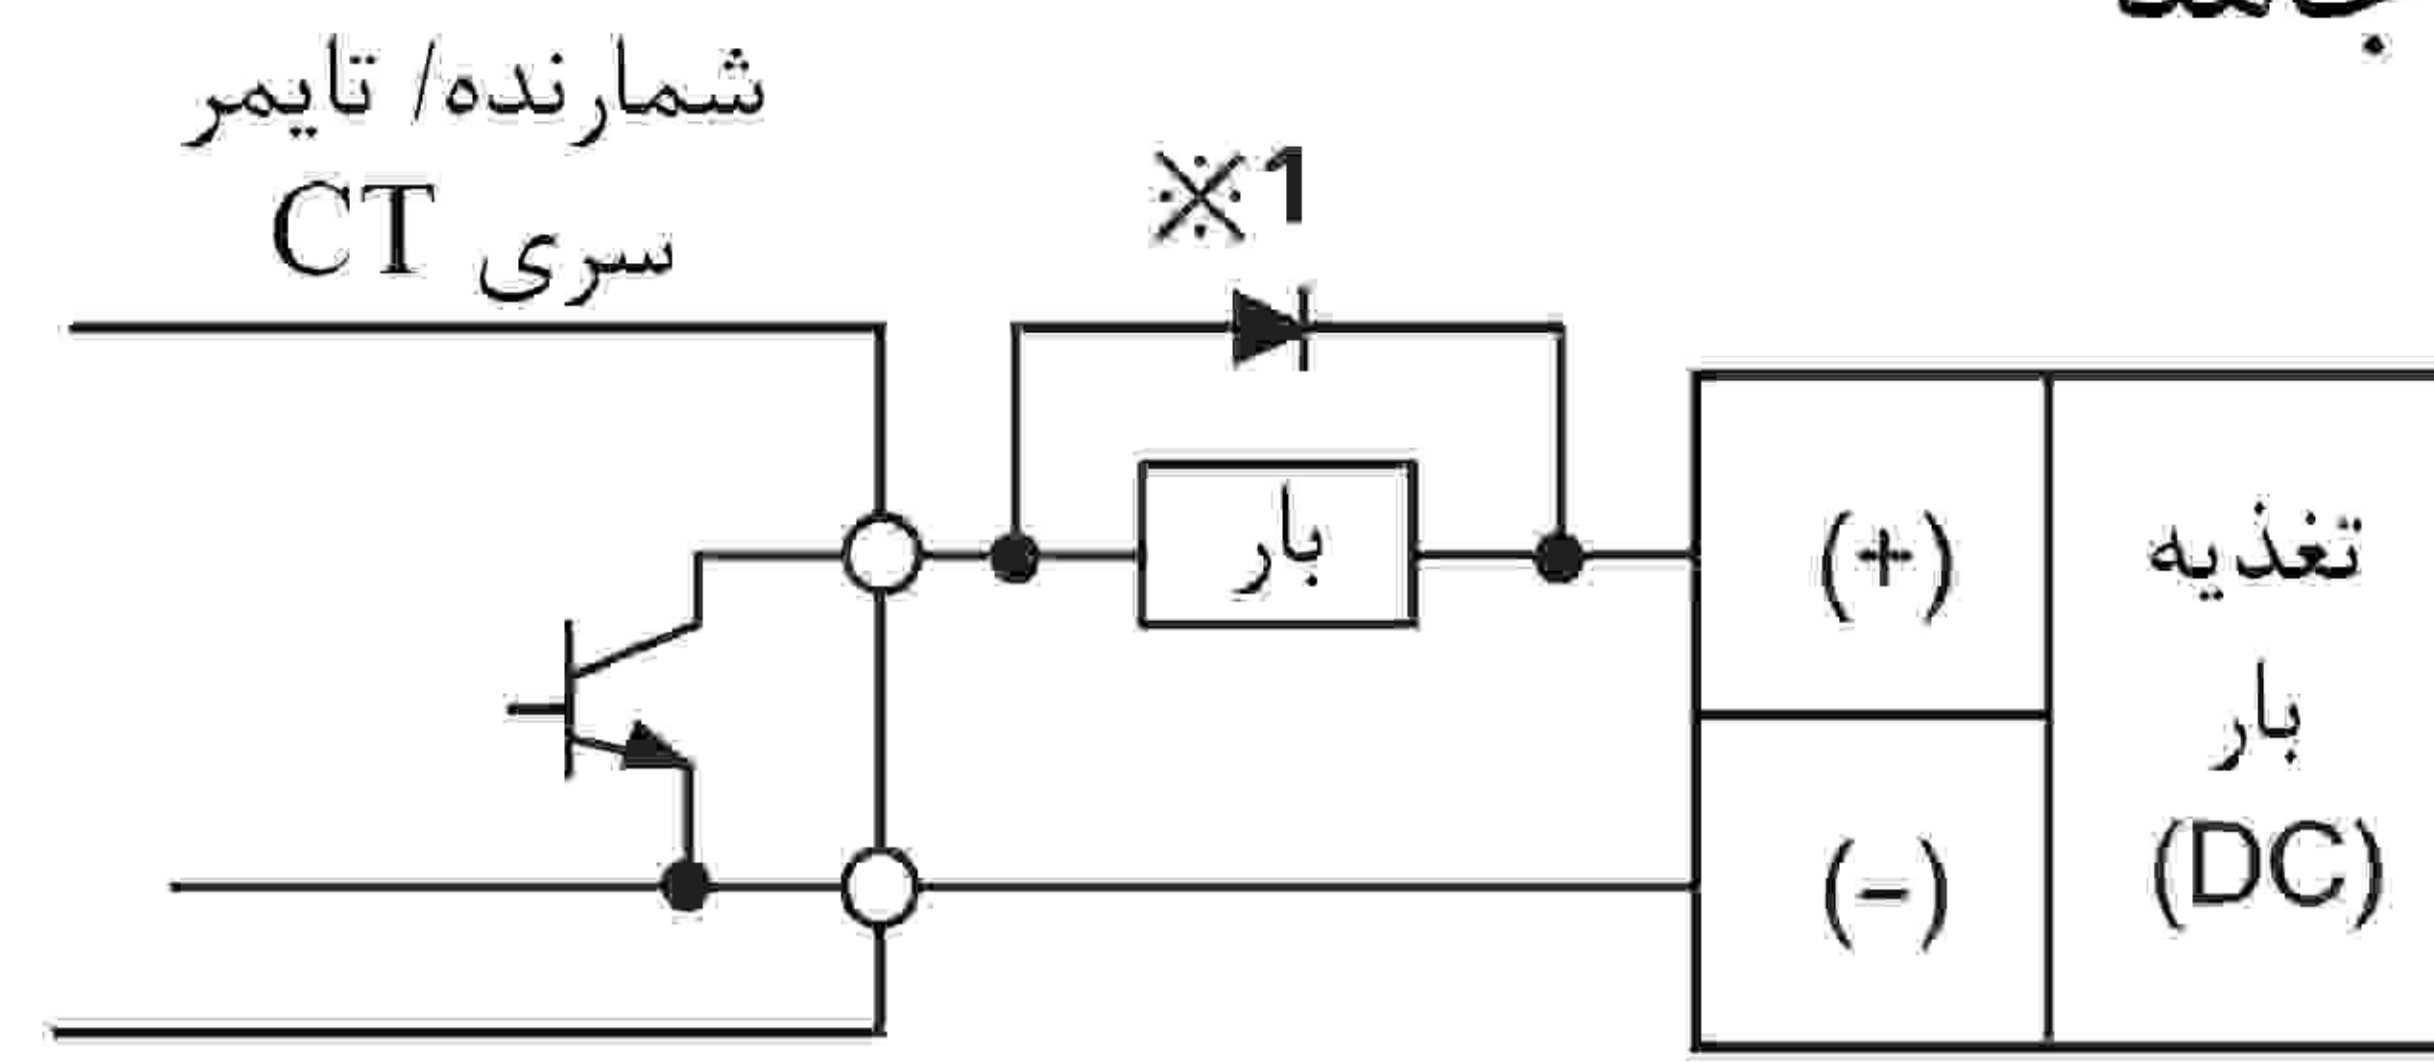 شمارنده/ تایمر
سری CT
※1
بار
(+)
(−)
تغذیه
بار
(DC)